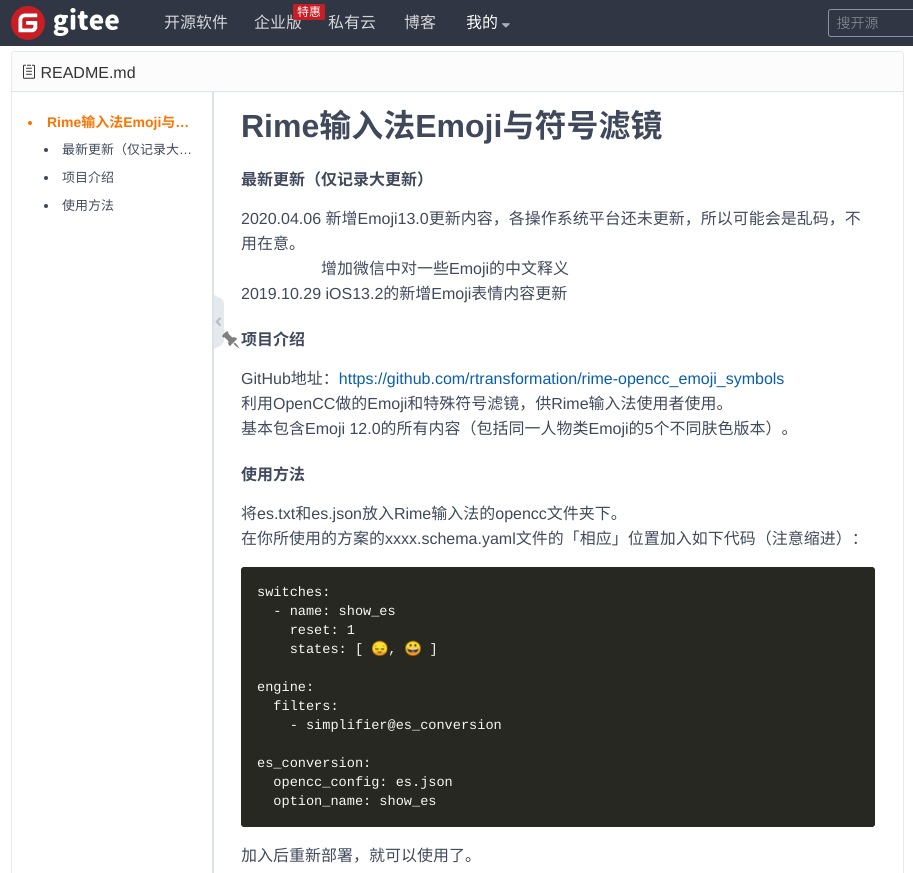 gitee 开源软件 企业版 特惠 私有云 博客 我的 搜开源
README.md
Rime输入法Emoji与…
最新更新（仅记录大…
项目介绍
使用方法
Rime输入法Emoji与符号滤镜
最新更新（仅记录大更新）
2020.04.06 新增Emoji13.0更新内容，各操作系统平台还未更新，所以可能会是乱码，不
用在意。
增加微信中对一些Emoji的中文释义
2019.10.29 iOS13.2的新增Emoji表情内容更新
项目介绍
GitHub地址：https://github.com/rtransformation/rime-opencc_emoji_symbols
利用OpenCC做的Emoji和特殊符号滤镜，供Rime输入法使用者使用。
基本包含Emoji 12.0的所有内容（包括同一人物类Emoji的5个不同肤色版本）。
使用方法
将es.txt和es.json放入Rime输入法的opencc文件夹下。
在你所使用的方案的xxxx.schema.yaml文件的「相应」位置加入如下代码（注意缩进）：
switches:
  - name: show_es
    reset: 1
    states: [ 😔, 😃 ]
engine:
  filters:
    - simplifier@es_conversion
es_conversion:
  opencc_config: es.json
  option_name: show_es
加入后重新部署，就可以使用了。